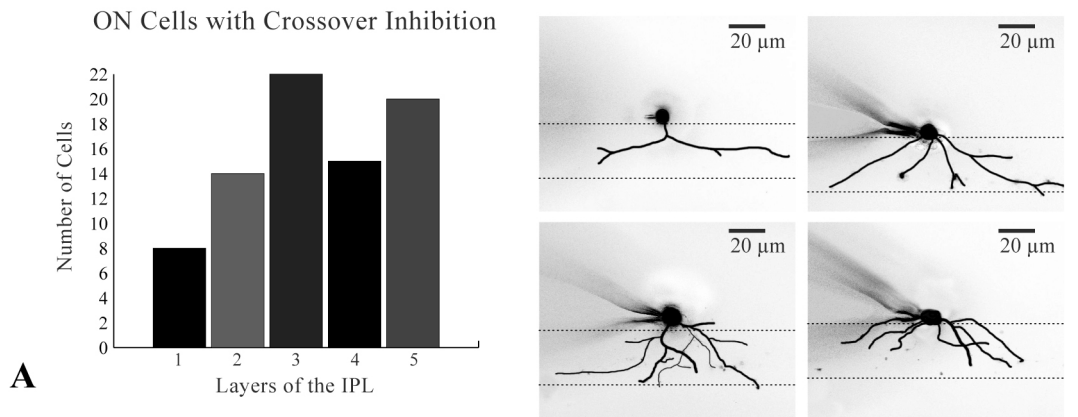 ON Cells with Crossover Inhibition
Number of Cells
22
20
18
16
14
12
10
8
6
4
2
0
1 2 3 4 5
Layers of the IPL
A
20 µm
20 µm
20 µm
20 µm